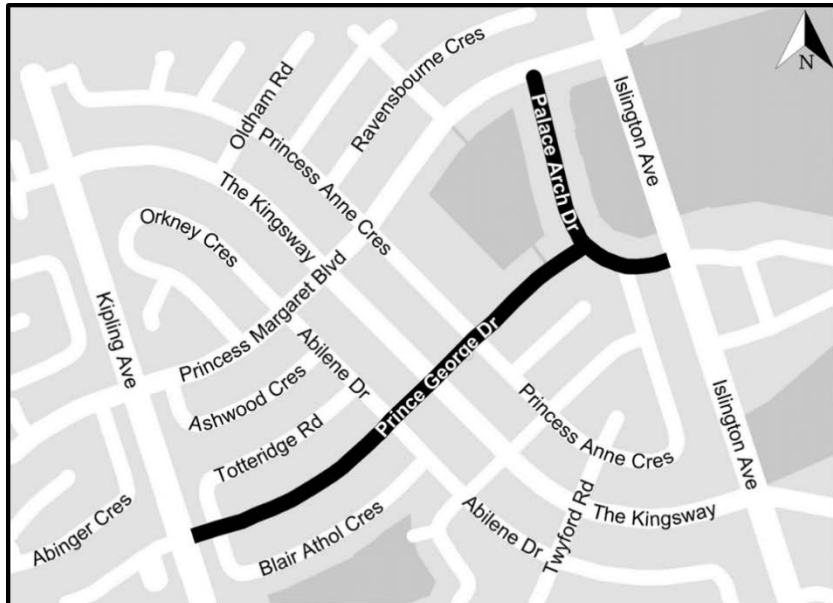 N
Oldham Rd
Ravensbourne Cres
Islington Ave
Palace Arch Dr
Princess Anne Cres
The Kingsway
Orkney Cres
Princess Margaret Blvd
Kipling Ave
Abilene Dr
Prince George Dr
Ashwood Cres
Totteridge Rd
Princess Anne Cres
Islington Ave
Abinger Cres
Blair Athol Cres
Abilene Dr
Twyford Rd
The Kingsway